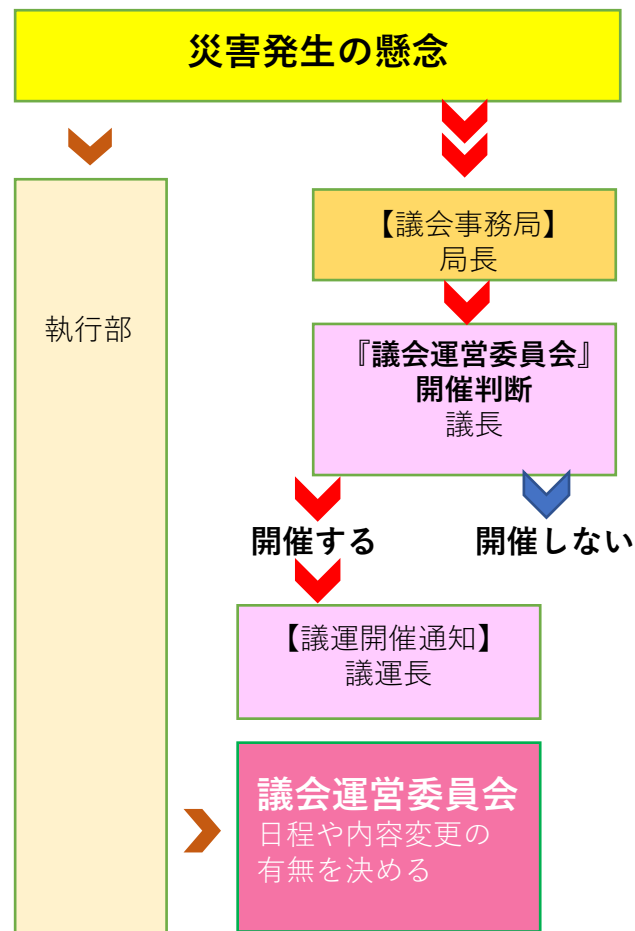 災害発生の懸念
【議会事務局】
局長
執行部
『議会運営委員会』
開催判断
議長
開催する
開催しない
【議運開催通知】
議運長
議会運営委員会
日程や内容変更の
有無を決める